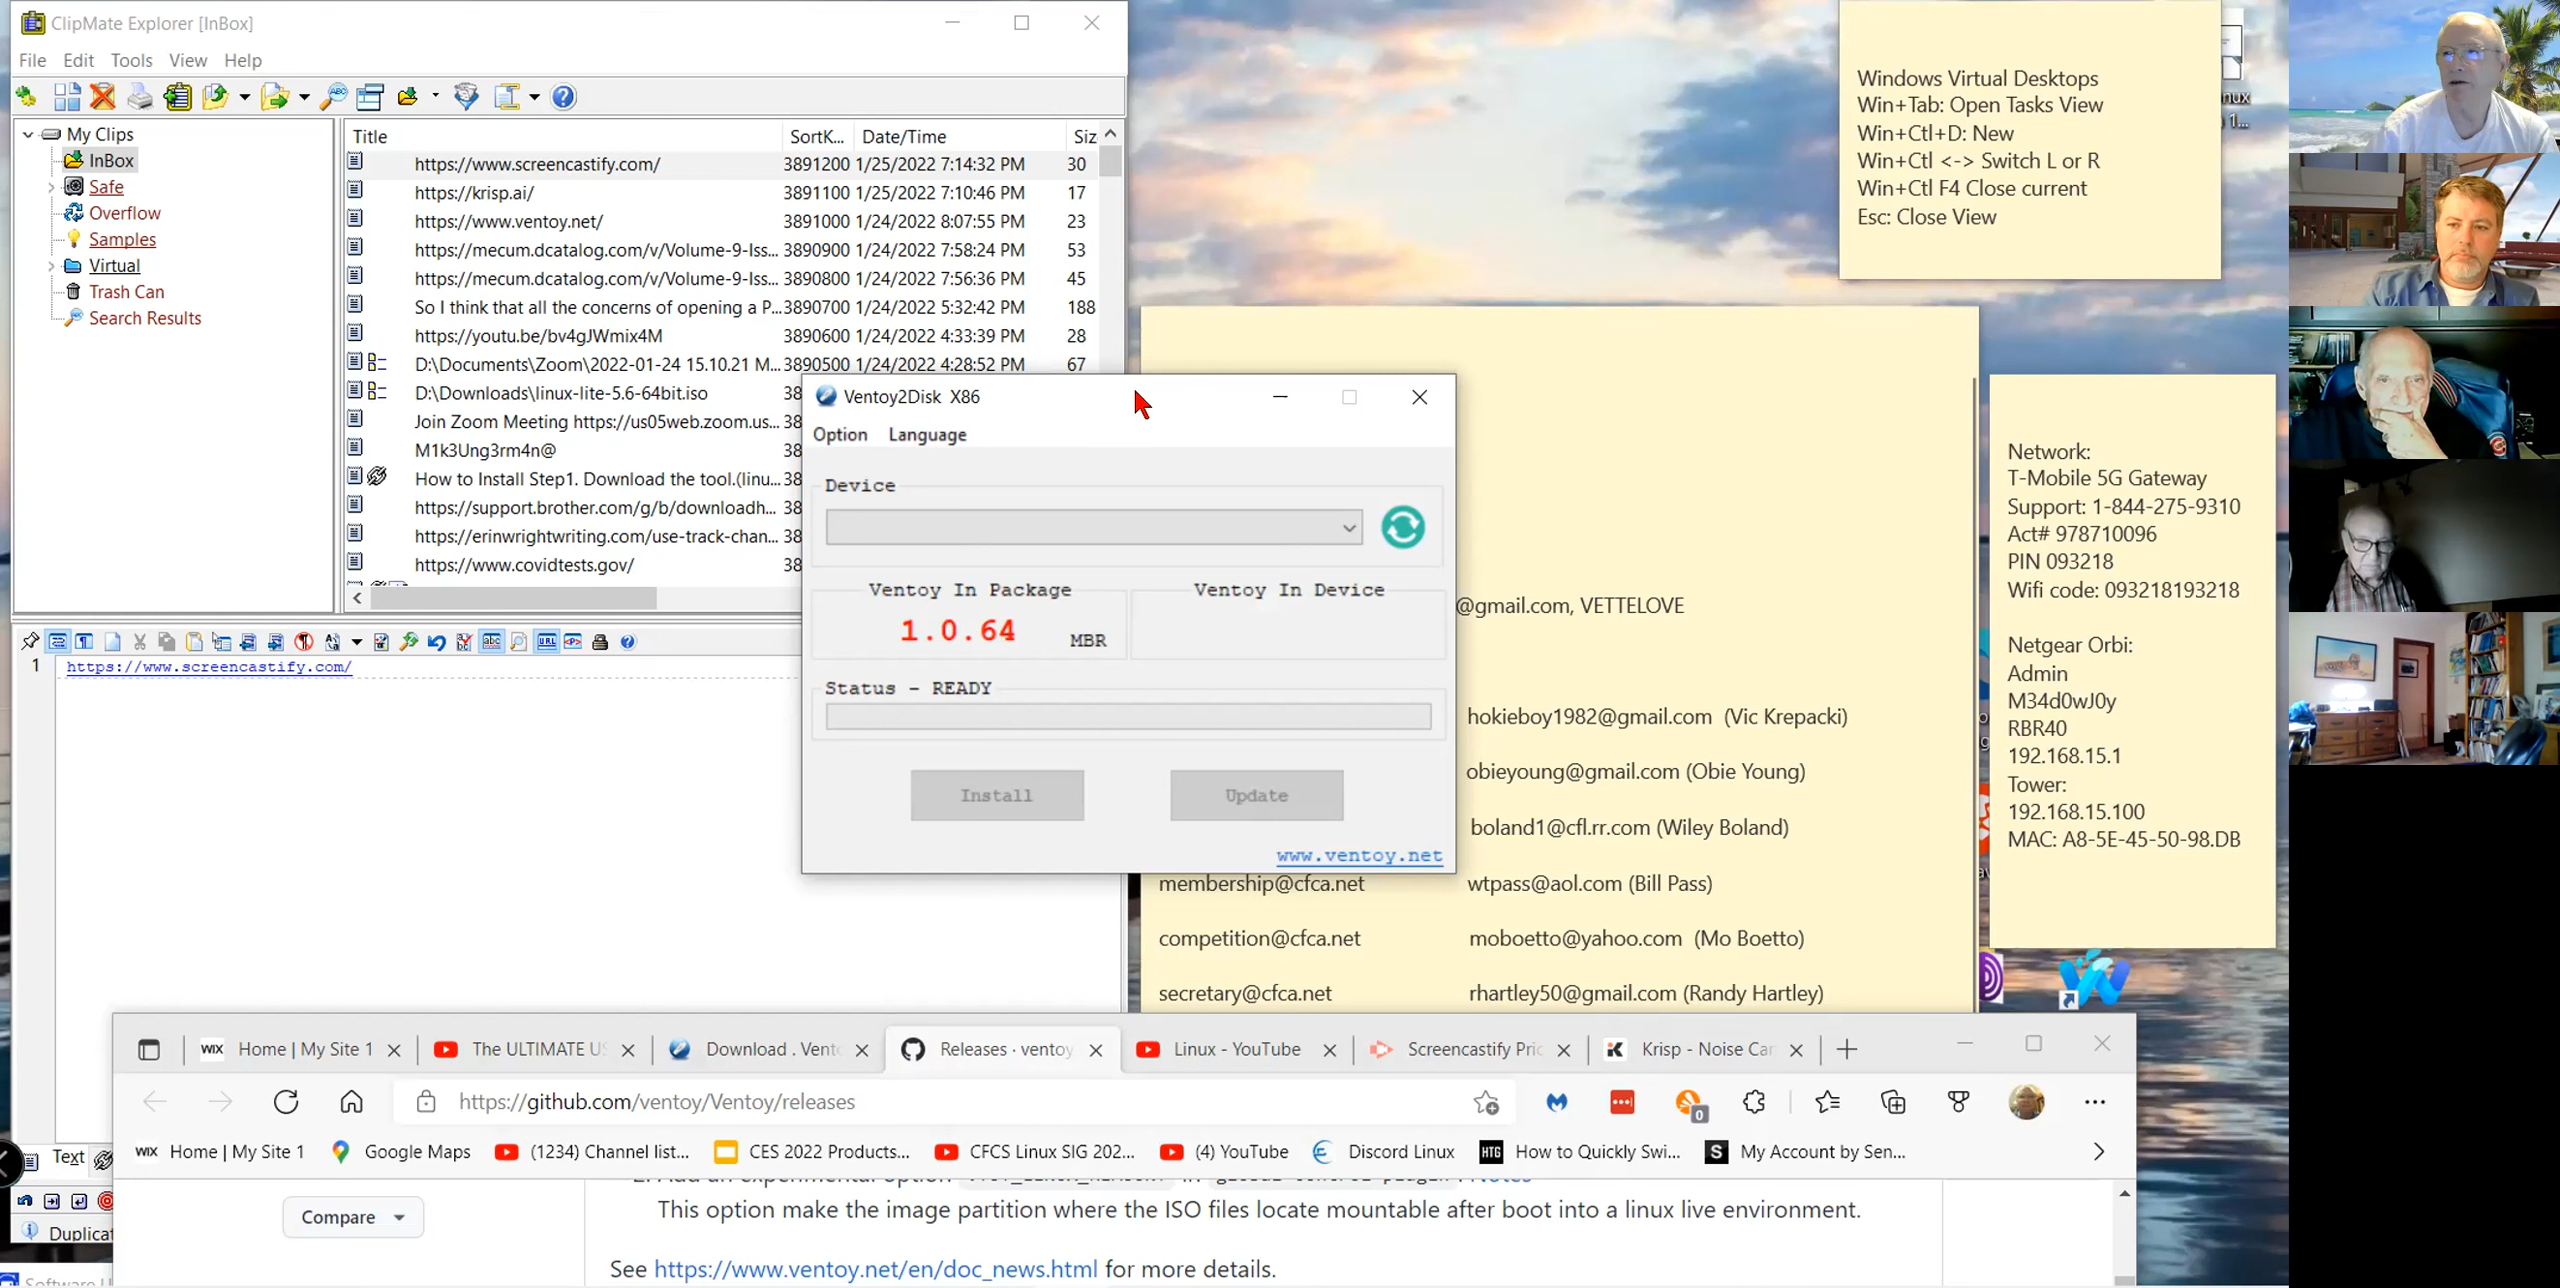 ClipMate Explorer [InBox]
File Edit Tools View Help
My Clips
InBox
Safe
Overflow
Samples
Virtual
Trash Can
Search Results
Title SortK... Date/Time Siz
https://www.screencastify.com/ 3891200 1/25/2022 7:14:32 PM 30
https://krisp.ai/ 3891100 1/25/2022 7:10:46 PM 17
https://www.ventoy.net/ 3891000 1/24/2022 8:07:55 PM 23
https://mecum.dcatalog.com/v/Volume-9-Iss... 3890900 1/24/2022 7:58:24 PM 53
https://mecum.dcatalog.com/v/Volume-9-Iss... 3890800 1/24/2022 7:56:36 PM 45
So I think that all the concerns of opening a P... 3890700 1/24/2022 5:32:42 PM 188
https://youtu.be/bv4gJWmix4M 3890600 1/24/2022 4:33:39 PM 28
D:\Documents\Zoom\2022-01-24 15.10.21 M... 3890500 1/24/2022 4:28:52 PM 67
D:\Downloads\linux-lite-5.6-64bit.iso 38
Join Zoom Meeting https://us05web.zoom.us... 38
M1k3Ung3rm4n@ 38
How to Install Step1. Download the tool.(linu... 38
https://support.brother.com/g/b/downloadh... 38
https://erinwrightwriting.com/use-track-chan... 38
https://www.covidtests.gov/ 38
1 https://www.screencastify.com/
Text
Duplicat
Ventoy2Disk X86
Option Language
Device
Ventoy In Package
1.0.64 MBR
Ventoy In Device
Status - READY
Install Update
www.ventoy.net
Windows Virtual Desktops
Win+Tab: Open Tasks View
Win+Ctl+D: New
Win+Ctl <-> Switch L or R
Win+Ctl F4 Close current
Esc: Close View
@gmail.com, VETTELOVE
hokieboy1982@gmail.com (Vic Krepacki)
obieyoung@gmail.com (Obie Young)
boland1@cfl.rr.com (Wiley Boland)
membership@cfca.net wtpass@aol.com (Bill Pass)
competition@cfca.net moboetto@yahoo.com (Mo Boetto)
secretary@cfca.net rhartley50@gmail.com (Randy Hartley)
Network:
T-Mobile 5G Gateway
Support: 1-844-275-9310
Act# 978710096
PIN 093218
Wifi code: 093218193218
Netgear Orbi:
Admin
M34d0wJ0y
RBR40
192.168.15.1
Tower:
192.168.15.100
MAC: A8-5E-45-50-98.DB
WIX Home | My Site 1 The ULTIMATE US Download . Vento Releases · ventoy Linux - YouTube Screencastify Pric Krisp - Noise Can
https://github.com/ventoy/Ventoy/releases
0
WIX Home | My Site 1 Google Maps (1234) Channel list... CES 2022 Products... CFCS Linux SIG 202... (4) YouTube Discord Linux HTG How to Quickly Swi... S My Account by Sen...
Compare
This option make the image partition where the ISO files locate mountable after boot into a linux live environment.
See https://www.ventoy.net/en/doc_news.html for more details.